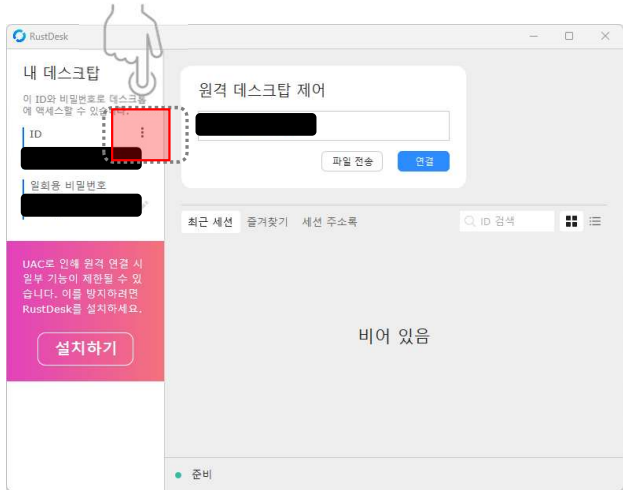 RustDesk
내 데스크탑
이 ID와 비밀번호로 데스크톱
에 액세스할 수 있습니다.
ID
일회용 비밀번호
UAC로 인해 원격 연결 시
일부 기능이 제한될 수 있
습니다. 이를 방지하려면
RustDesk를 설치하세요.
설치하기
원격 데스크탑 제어
파일 전송
연결
최근 세션 즐겨찾기 세션 주소록
ID 검색
비어 있음
준비